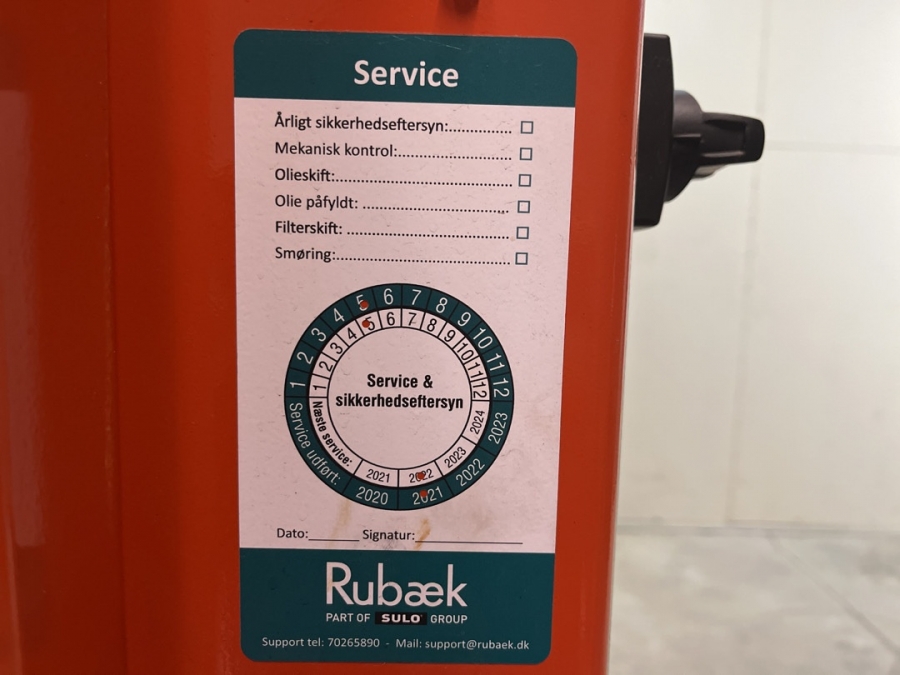 Service
Årligt sikkerhedseftersyn:............... ☐
Mekanisk kontrol:........................... ☐
Olieskift:.......................................... ☐
Olie påfyldt: .................................... ☐
Filterskift: ....................................... ☐
Smøring:.......................................... ☐
1 2 3 4 5 6 7 8 9 10 11 12
1 2 3 4 5 6 7 8 9 10 11 12
Service &
sikkerhedseftersyn
Næste service: 2021 2022 2023 2024
Service udført: 2020 2021 2022 2023
Dato:______ Signatur:______________
Rubæk
PART OF SULO GROUP
Support tel: 70265890 - Mail: support@rubaek.dk